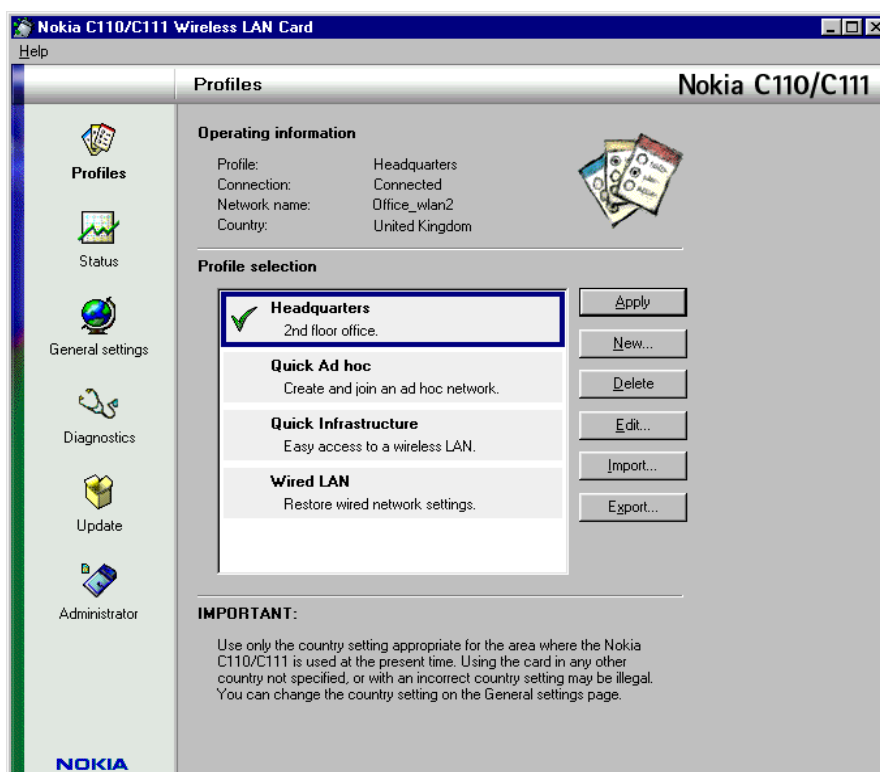 Nokia C110/C111 Wireless LAN Card
Help
Profiles
Nokia C110/C111
Profiles
Status
General settings
Diagnostics
Update
Administrator
NOKIA
Operating information
Profile: Headquarters
Connection: Connected
Network name: Office_wlan2
Country: United Kingdom
Profile selection
Headquarters
2nd floor office.
Quick Ad hoc
Create and join an ad hoc network.
Quick Infrastructure
Easy access to a wireless LAN.
Wired LAN
Restore wired network settings.
Apply
New...
Delete
Edit...
Import...
Export...
IMPORTANT:
Use only the country setting appropriate for the area where the Nokia
C110/C111 is used at the present time. Using the card in any other
country not specified, or with an incorrect country setting may be illegal.
You can change the country setting on the General settings page.